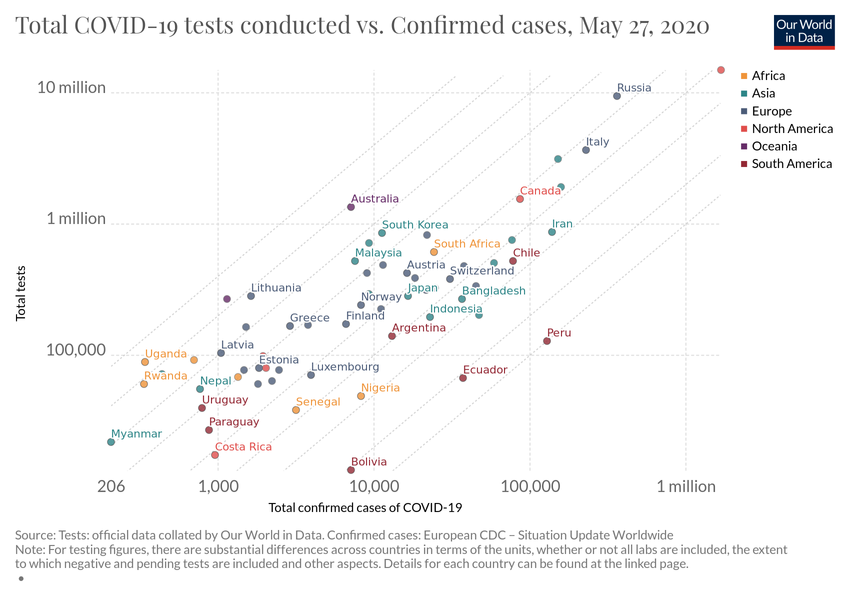 Total COVID-19 tests conducted vs. Confirmed cases, May 27, 2020
Our World
in Data
10 million
1 million
100,000
Total tests
206
1,000
10,000
100,000
1 million
Total confirmed cases of COVID-19
Africa
Asia
Europe
North America
Oceania
South America
Russia
Italy
Canada
Australia
South Korea
Iran
South Africa
Malaysia
Chile
Austria
Switzerland
Lithuania
Japan
Bangladesh
Norway
Indonesia
Greece
Finland
Argentina
Peru
Latvia
Uganda
Estonia
Luxembourg
Ecuador
Rwanda
Nepal
Nigeria
Uruguay
Senegal
Paraguay
Myanmar
Costa Rica
Bolivia
Source: Tests: official data collated by Our World in Data. Confirmed cases: European CDC – Situation Update Worldwide
Note: For testing figures, there are substantial differences across countries in terms of the units, whether or not all labs are included, the extent
to which negative and pending tests are included and other aspects. Details for each country can be found at the linked page.